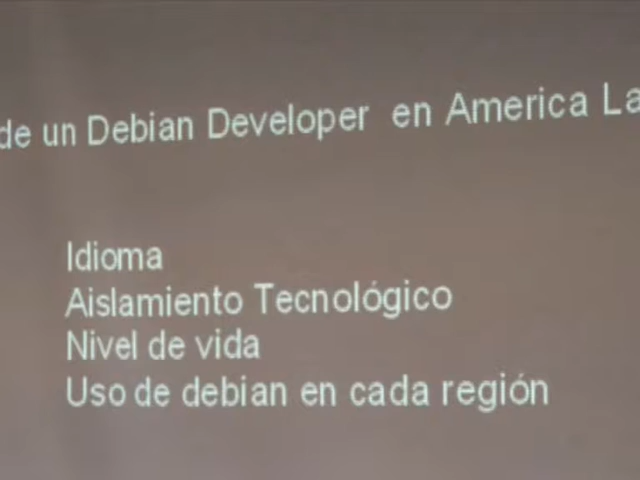 de un Debian Developer en America La
Idioma
Aislamiento Tecnológico
Nivel de vida
Uso de debian en cada región